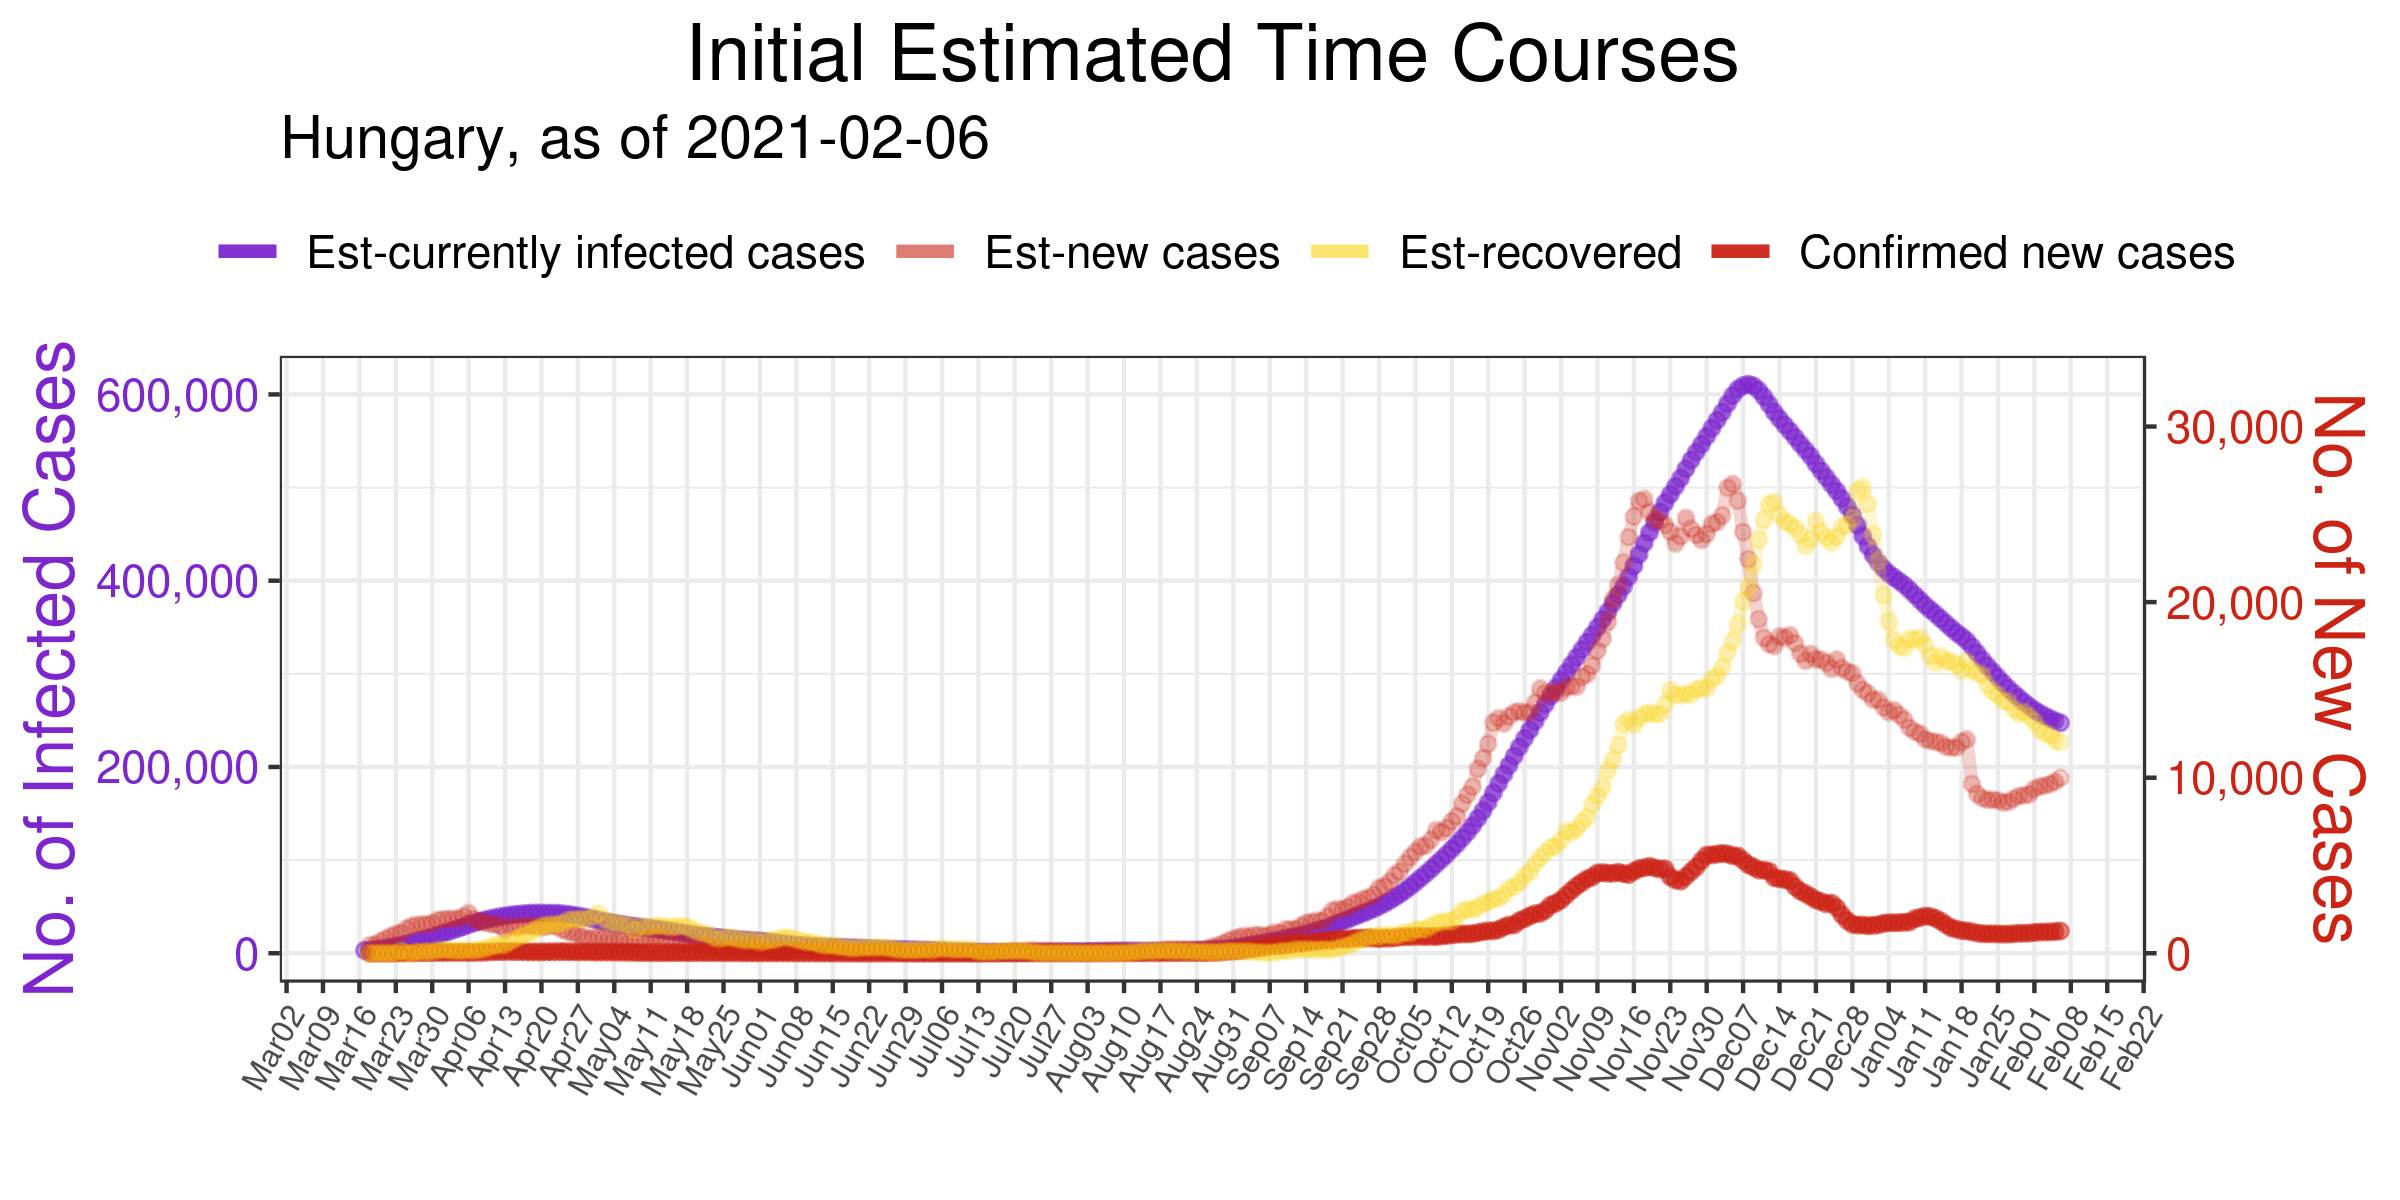 Initial Estimated Time Courses
Hungary, as of 2021-02-06
Est-currently infected cases Est-new cases Est-recovered Confirmed new cases
No. of Infected Cases
600,000
400,000
200,000
0
30,000
20,000
10,000
0
No. of New Cases
Mar02 Mar09 Mar16 Mar23 Mar30 Apr06 Apr13 Apr20 Apr27 May04 May11 May18 May25 Jun01 Jun08 Jun15 Jun22 Jun29 Jul06 Jul13 Jul20 Jul27 Aug03 Aug10 Aug17 Aug24 Aug31 Sep07 Sep14 Sep21 Sep28 Oct05 Oct12 Oct19 Oct26 Nov02 Nov09 Nov16 Nov23 Nov30 Dec07 Dec14 Dec21 Dec28 Jan04 Jan11 Jan18 Jan25 Feb01 Feb08 Feb15 Feb22